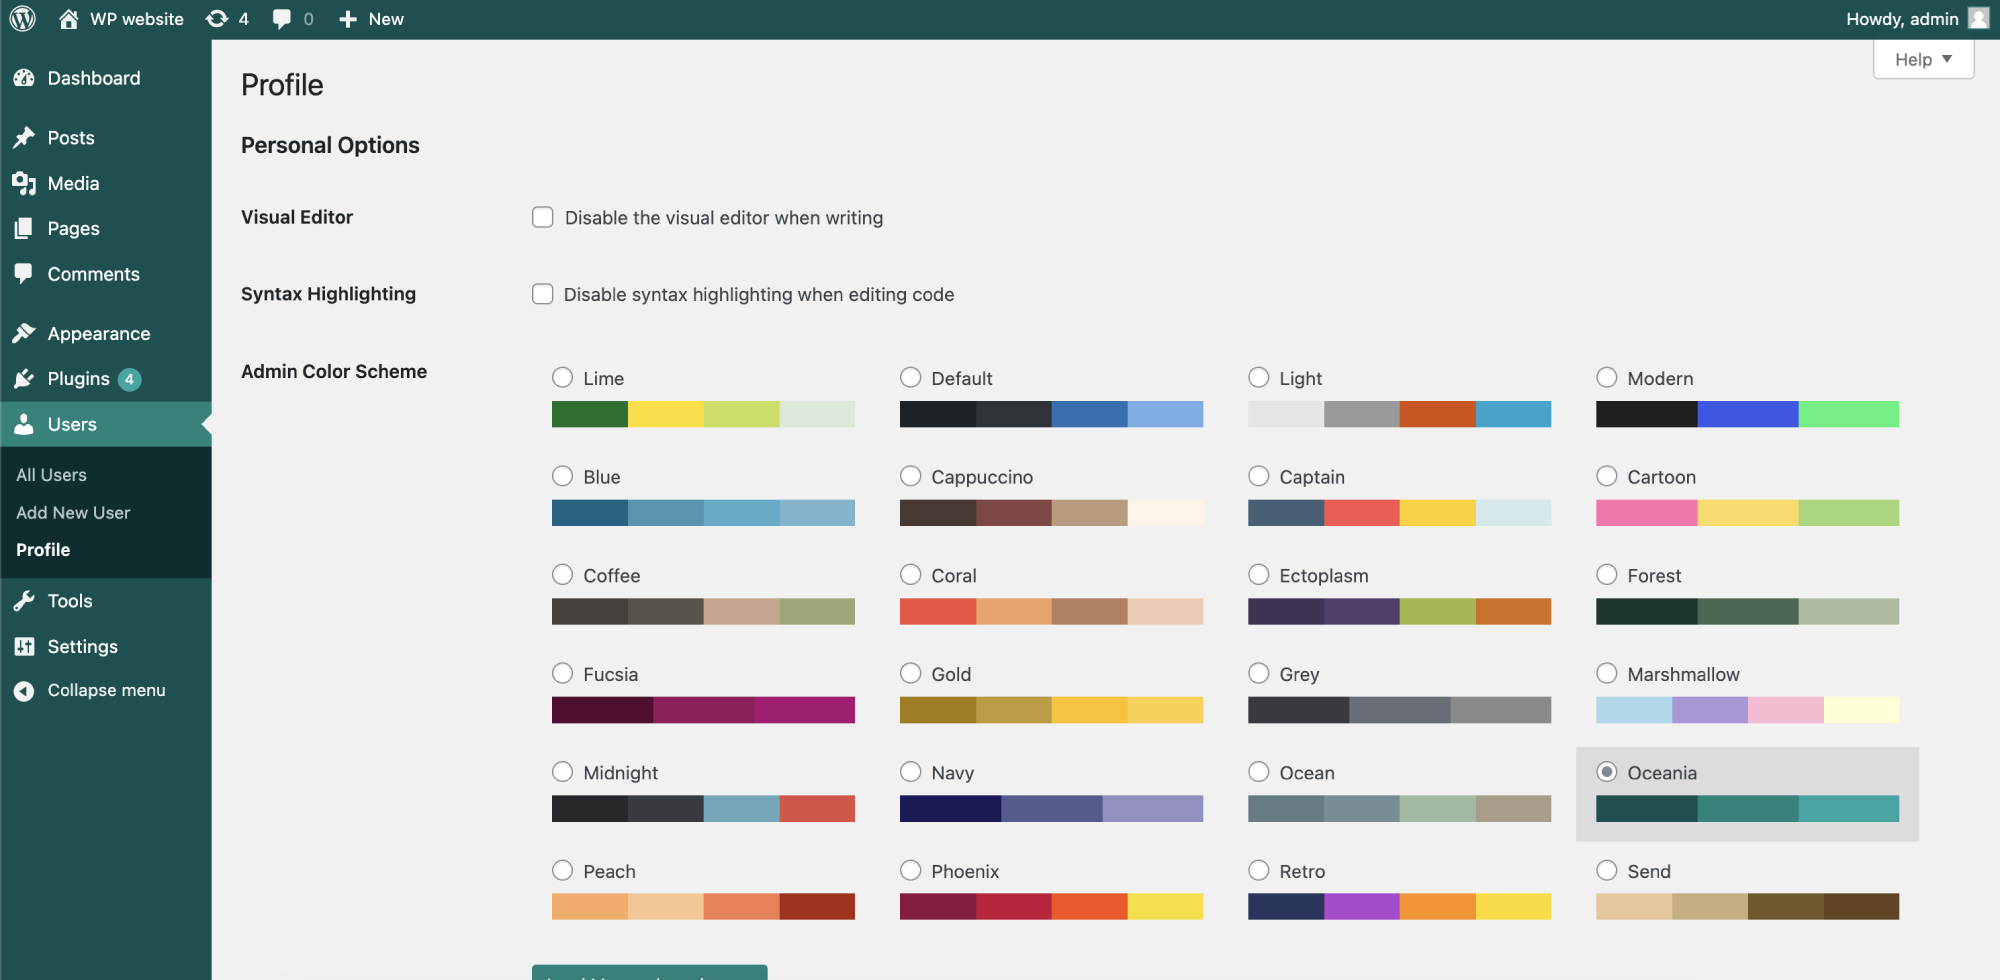 WP website 4 0 New Howdy, admin
Help
Dashboard
Posts
Media
Pages
Comments
Appearance
Plugins 4
Users
All Users
Add New User
Profile
Tools
Settings
Collapse menu
Profile
Personal Options
Visual Editor Disable the visual editor when writing
Syntax Highlighting Disable syntax highlighting when editing code
Admin Color Scheme
Lime Default Light Modern
Blue Cappuccino Captain Cartoon
Coffee Coral Ectoplasm Forest
Fucsia Gold Grey Marshmallow
Midnight Navy Ocean Oceania
Peach Phoenix Retro Send